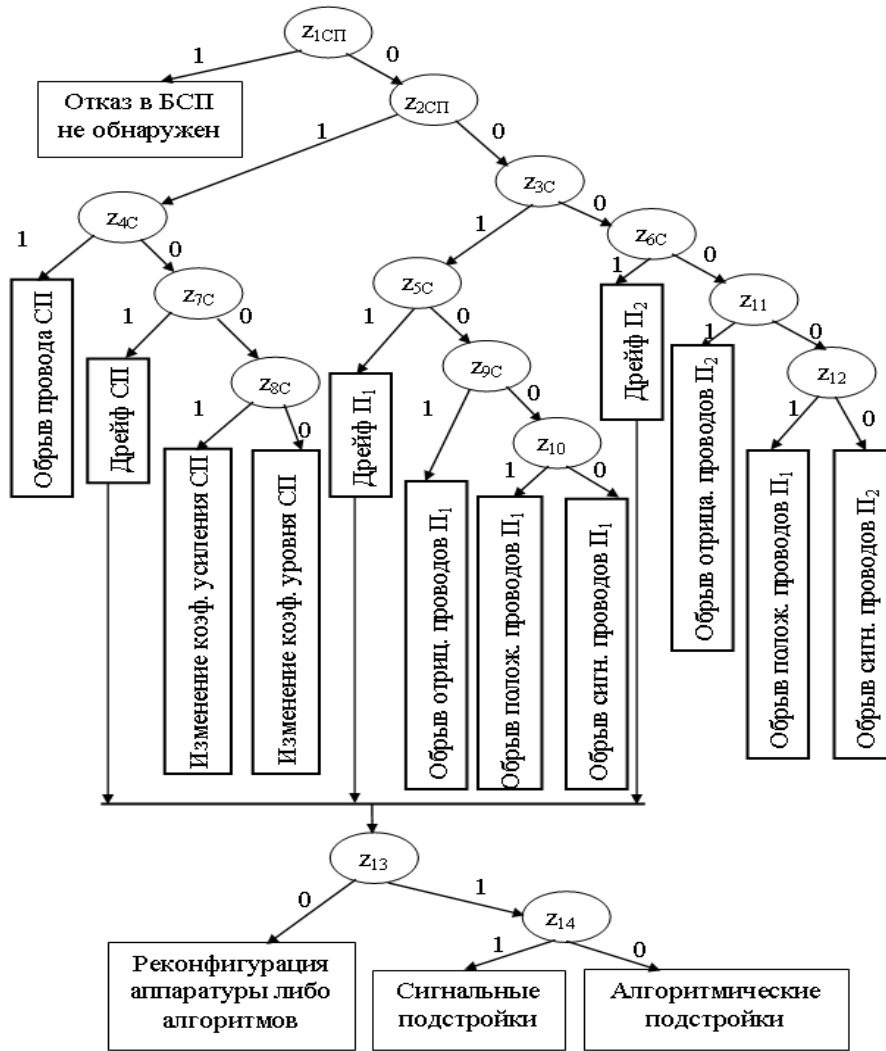 z1СП
1
0
Отказ в БСП
не обнаружен
z2СП
1
0
z3С
1
0
z4С
1
0
z6С
1
0
z7С
1
0
z5С
1
0
z11
1
0
Обрыв провода СП
Дрейф СП
z8С
1
0
Дрейф П1
z9С
1
0
Дрейф П2
Обрыв отрица. проводов П2
z12
1
0
z10
1
0
Изменение коэф. усиления СП
Изменение коэф. уровня СП
Обрыв отриц. проводов П1
Обрыв полож. проводов П1
Обрыв сигн. проводов П1
Обрыв полож. проводов П1
Обрыв сигн. проводов П2
z13
0
1
z14
1
0
Реконфигурация
аппаратуры либо
алгоритмов
Сигнальные
подстройки
Алгоритмические
подстройки